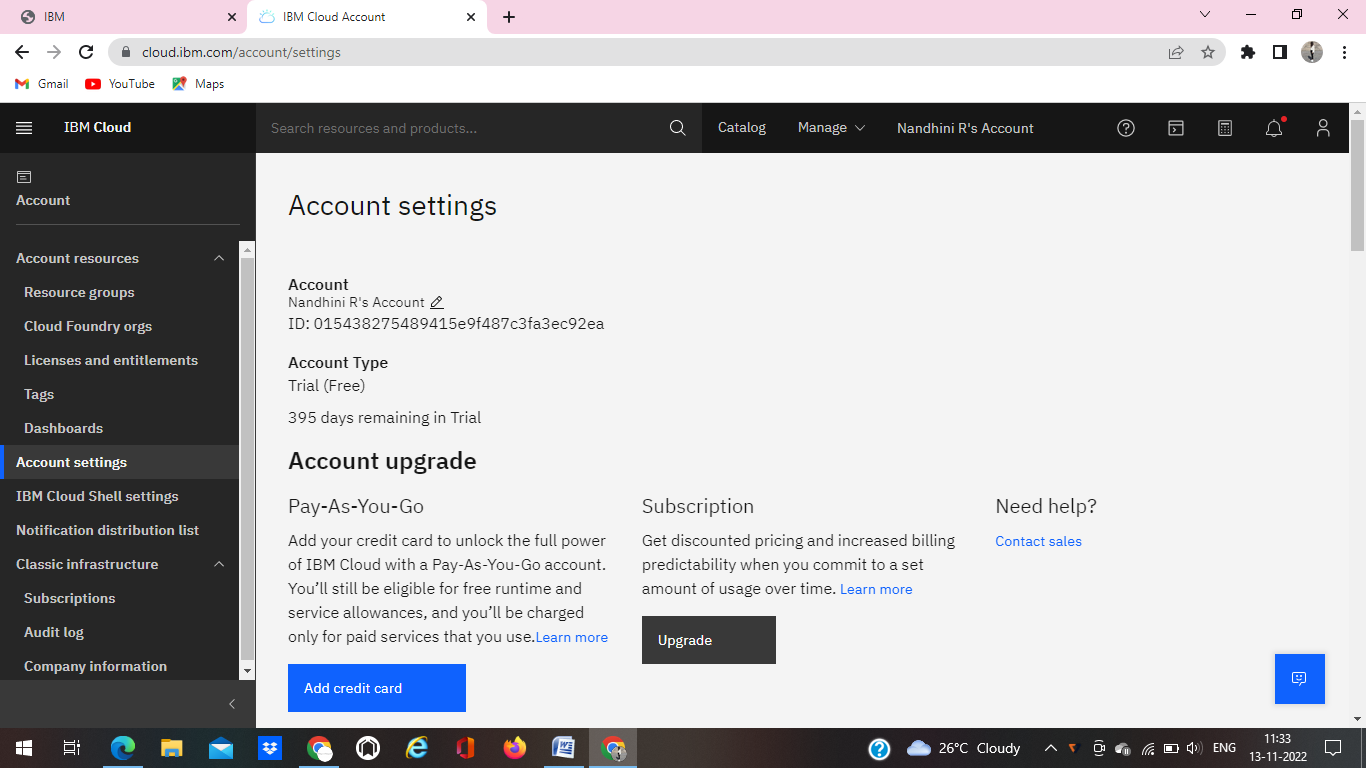 IBM
IBM Cloud Account
cloud.ibm.com/account/settings
Gmail
YouTube
Maps
IBM Cloud
Search resources and products...
Catalog
Manage
Nandhini R's Account
Account
Account resources
Resource groups
Cloud Foundry orgs
Licenses and entitlements
Tags
Dashboards
Account settings
IBM Cloud Shell settings
Notification distribution list
Classic infrastructure
Subscriptions
Audit log
Company information
Account settings
Account
Nandhini R's Account
ID: 015438275489415e9f487c3fa3ec92ea
Account Type
Trial (Free)
395 days remaining in Trial
Account upgrade
Pay-As-You-Go
Add your credit card to unlock the full power
of IBM Cloud with a Pay-As-You-Go account.
You’ll still be eligible for free runtime and
service allowances, and you’ll be charged
only for paid services that you use.Learn more
Add credit card
Subscription
Get discounted pricing and increased billing
predictability when you commit to a set
amount of usage over time. Learn more
Upgrade
Need help?
Contact sales
26°C Cloudy
ENG
11:33
13-11-2022